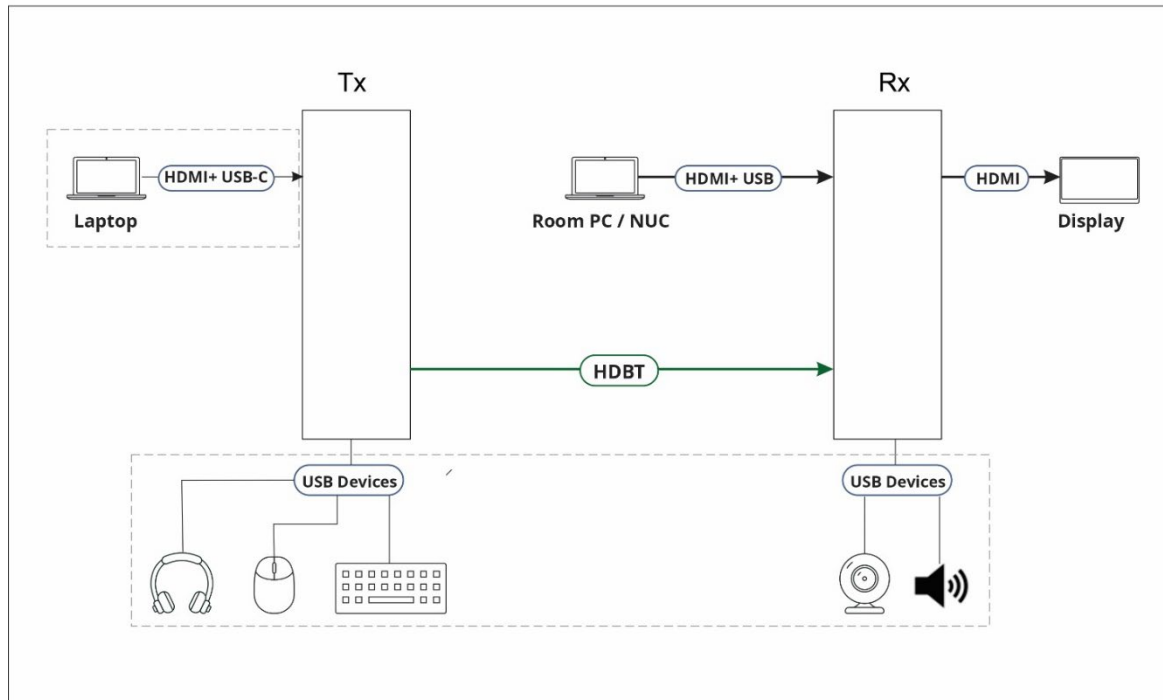 Tx
Rx
HDMI+ USB-C
HDMI+ USB
HDMI
Laptop
Room PC / NUC
Display
HDBT
USB Devices
USB Devices